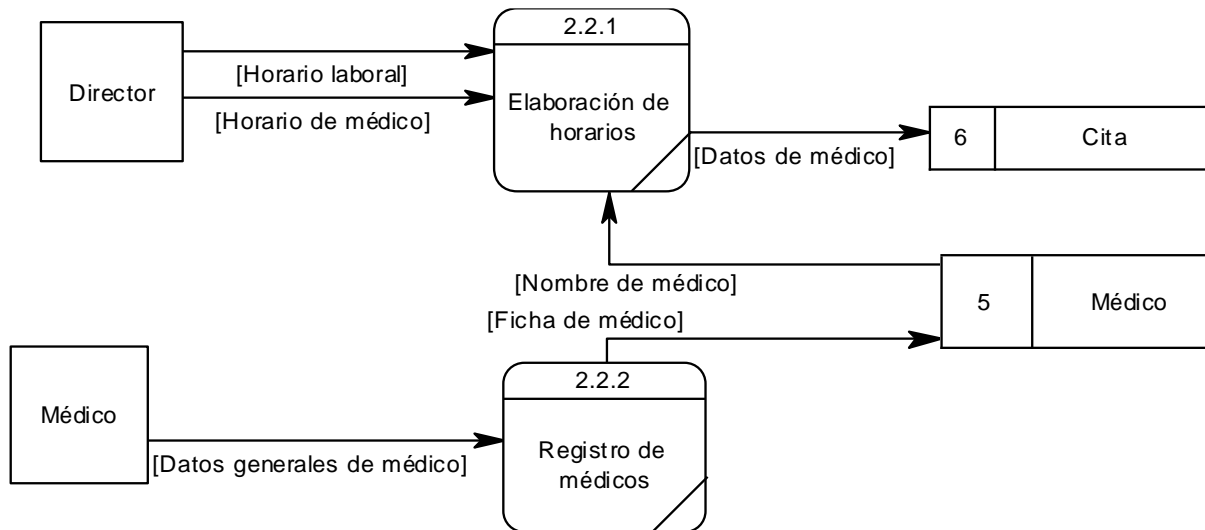 2.2.1
[Horario laboral]
Director
[Horario de médico]
Elaboración de
horarios
[Datos de médico]
6
Cita
[Nombre de médico]
5
Médico
[Ficha de médico]
2.2.2
Médico
[Datos generales de médico]
Registro de
médicos